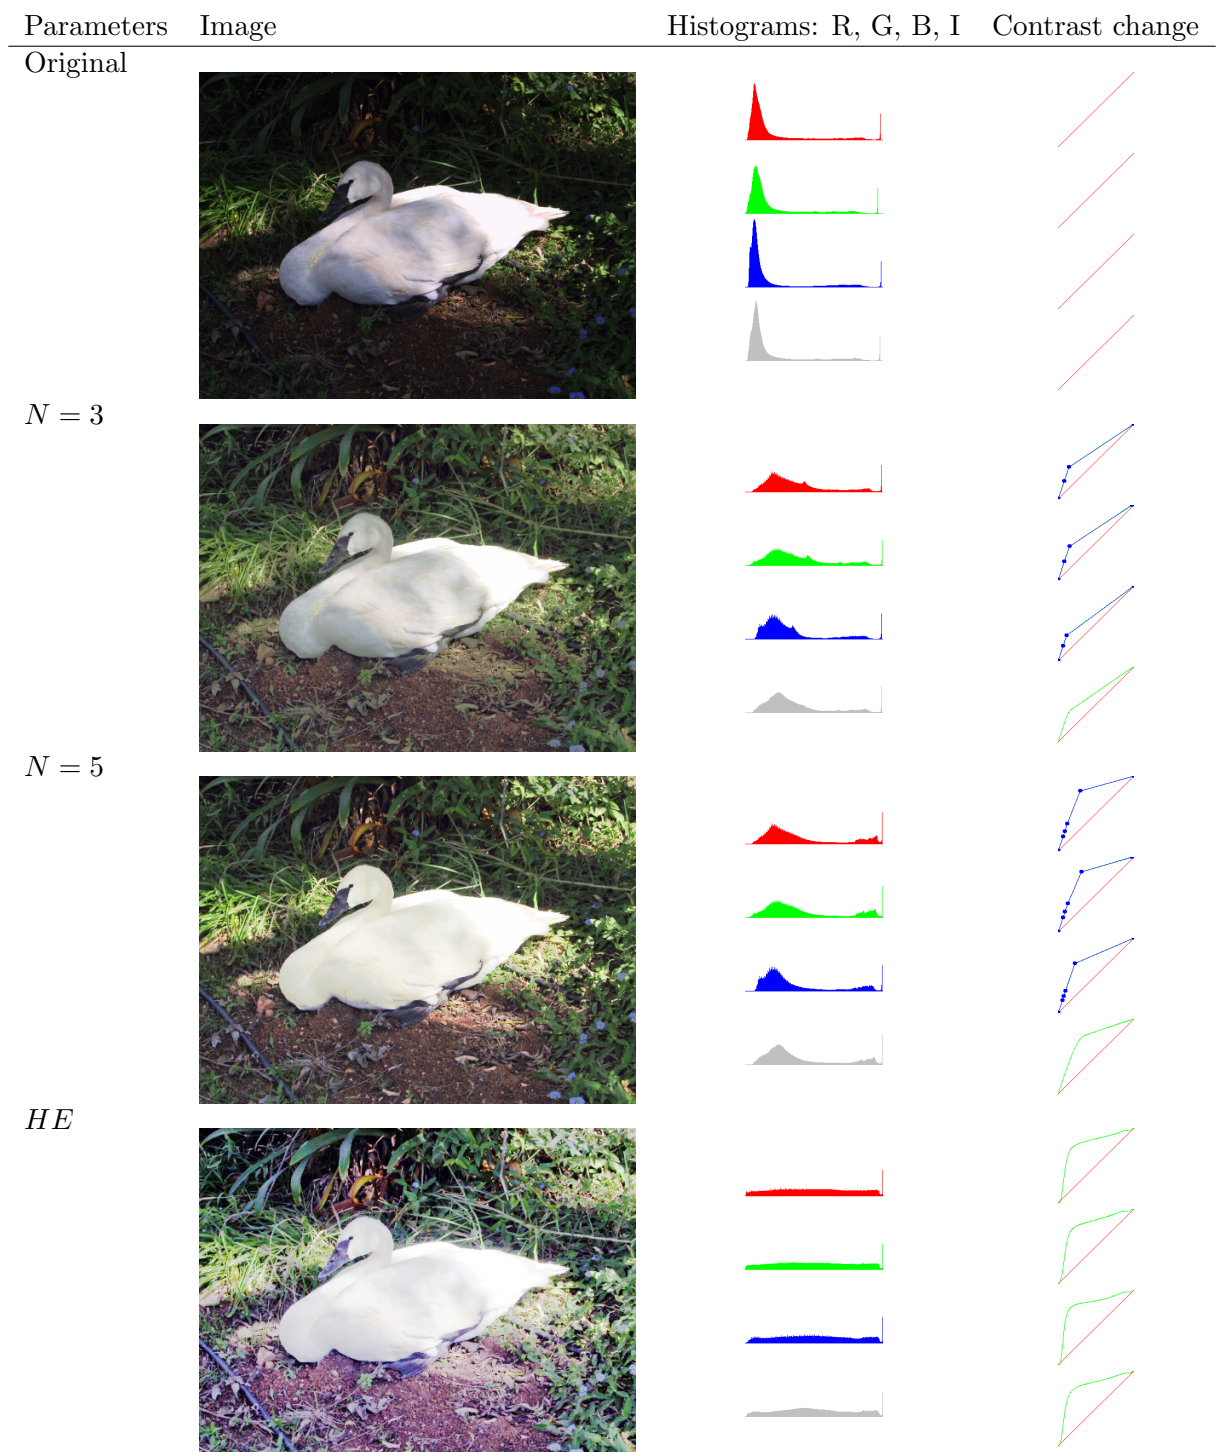 Parameters Image Histograms: R, G, B, I Contrast change
Original
N = 3
N = 5
HE